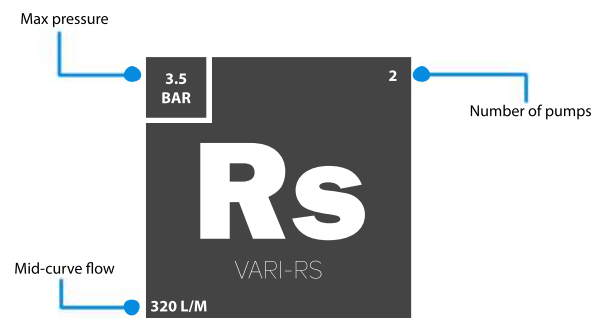 Max pressure
3.5
BAR
2
Number of pumps
Rs
VARI-RS
Mid-curve flow
320 L/M